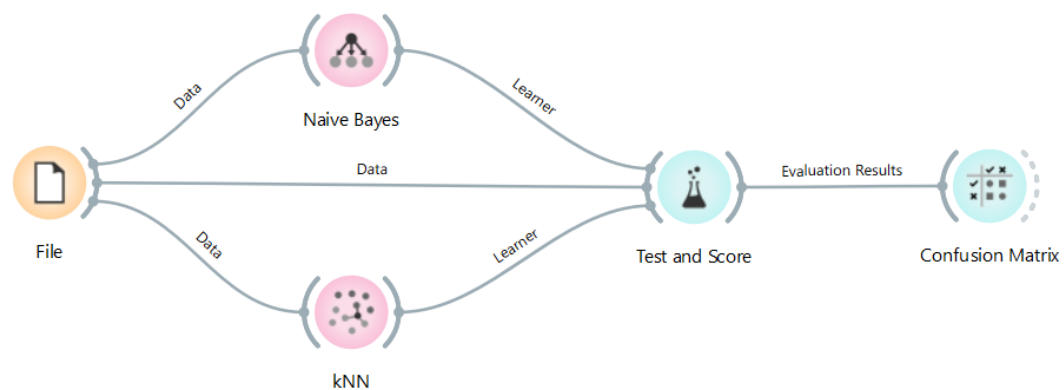 Naive Bayes
Data
Learner
Data
Evaluation Results
File
Test and Score
Confusion Matrix
Data
Learner
kNN